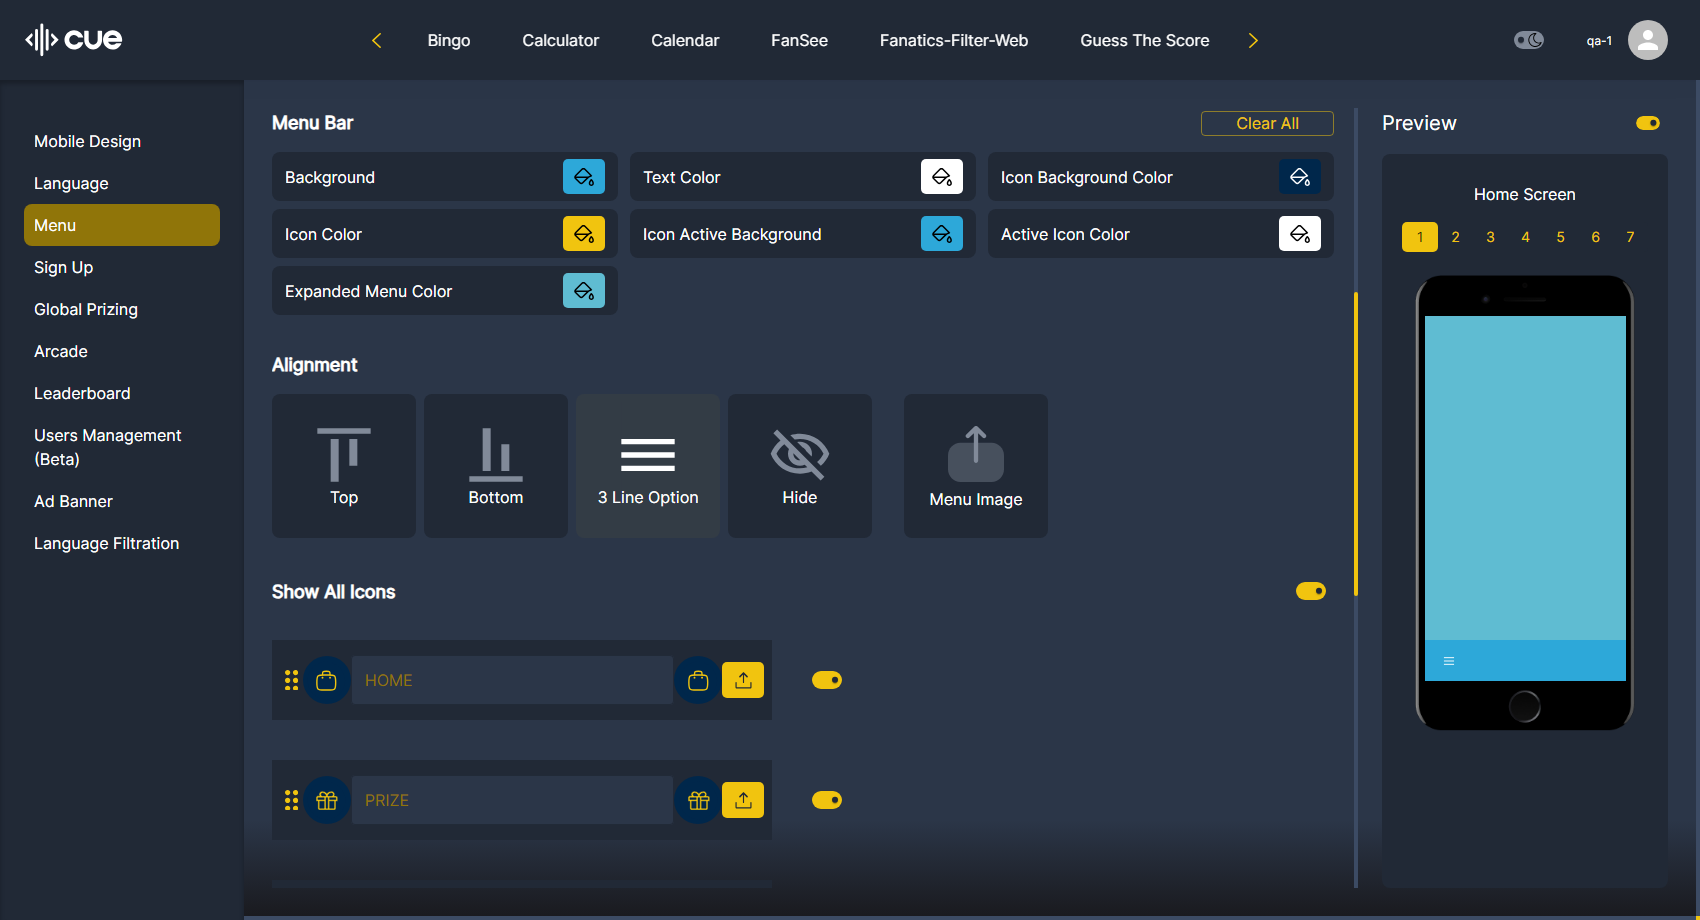 cue
Bingo
Calculator
Calendar
FanSee
Fanatics-Filter-Web
Guess The Score
qa-1
Mobile Design
Language
Menu
Sign Up
Global Prizing
Arcade
Leaderboard
Users Management
(Beta)
Ad Banner
Language Filtration
Menu Bar
Clear All
Background
Text Color
Icon Background Color
Icon Color
Icon Active Background
Active Icon Color
Expanded Menu Color
Alignment
Top
Bottom
3 Line Option
Hide
Menu Image
Show All Icons
HOME
PRIZE
Preview
Home Screen
1 2 3 4 5 6 7